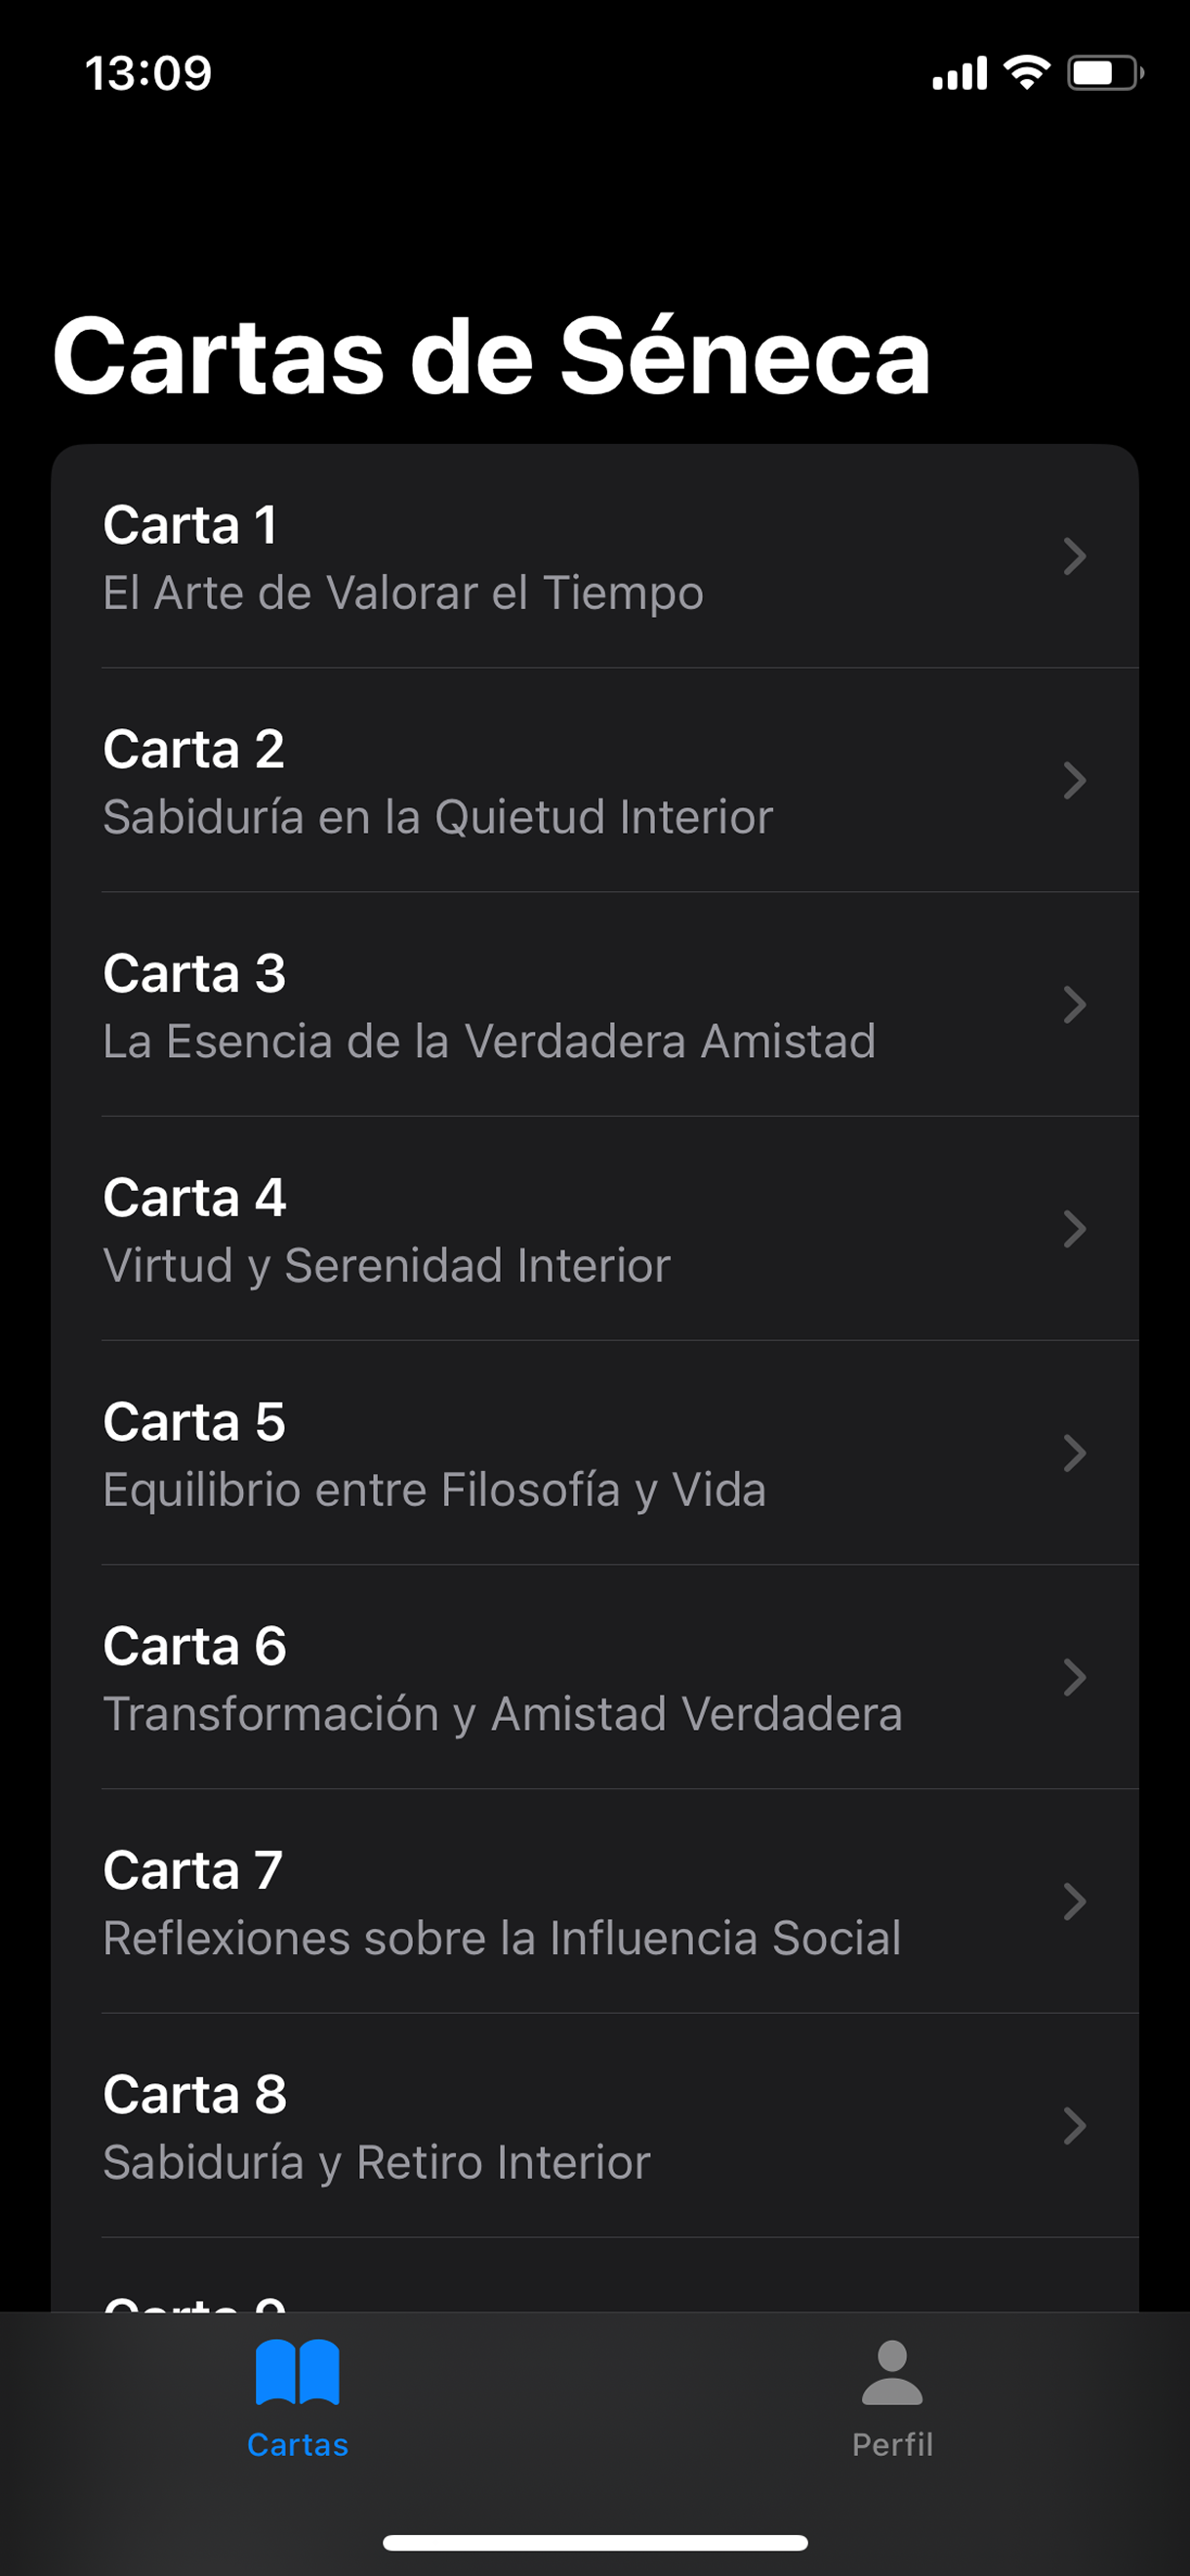 13:09
Cartas de Séneca
Carta 1
El Arte de Valorar el Tiempo
Carta 2
Sabiduría en la Quietud Interior
Carta 3
La Esencia de la Verdadera Amistad
Carta 4
Virtud y Serenidad Interior
Carta 5
Equilibrio entre Filosofía y Vida
Carta 6
Transformación y Amistad Verdadera
Carta 7
Reflexiones sobre la Influencia Social
Carta 8
Sabiduría y Retiro Interior
Carta 9
Cartas
Perfil